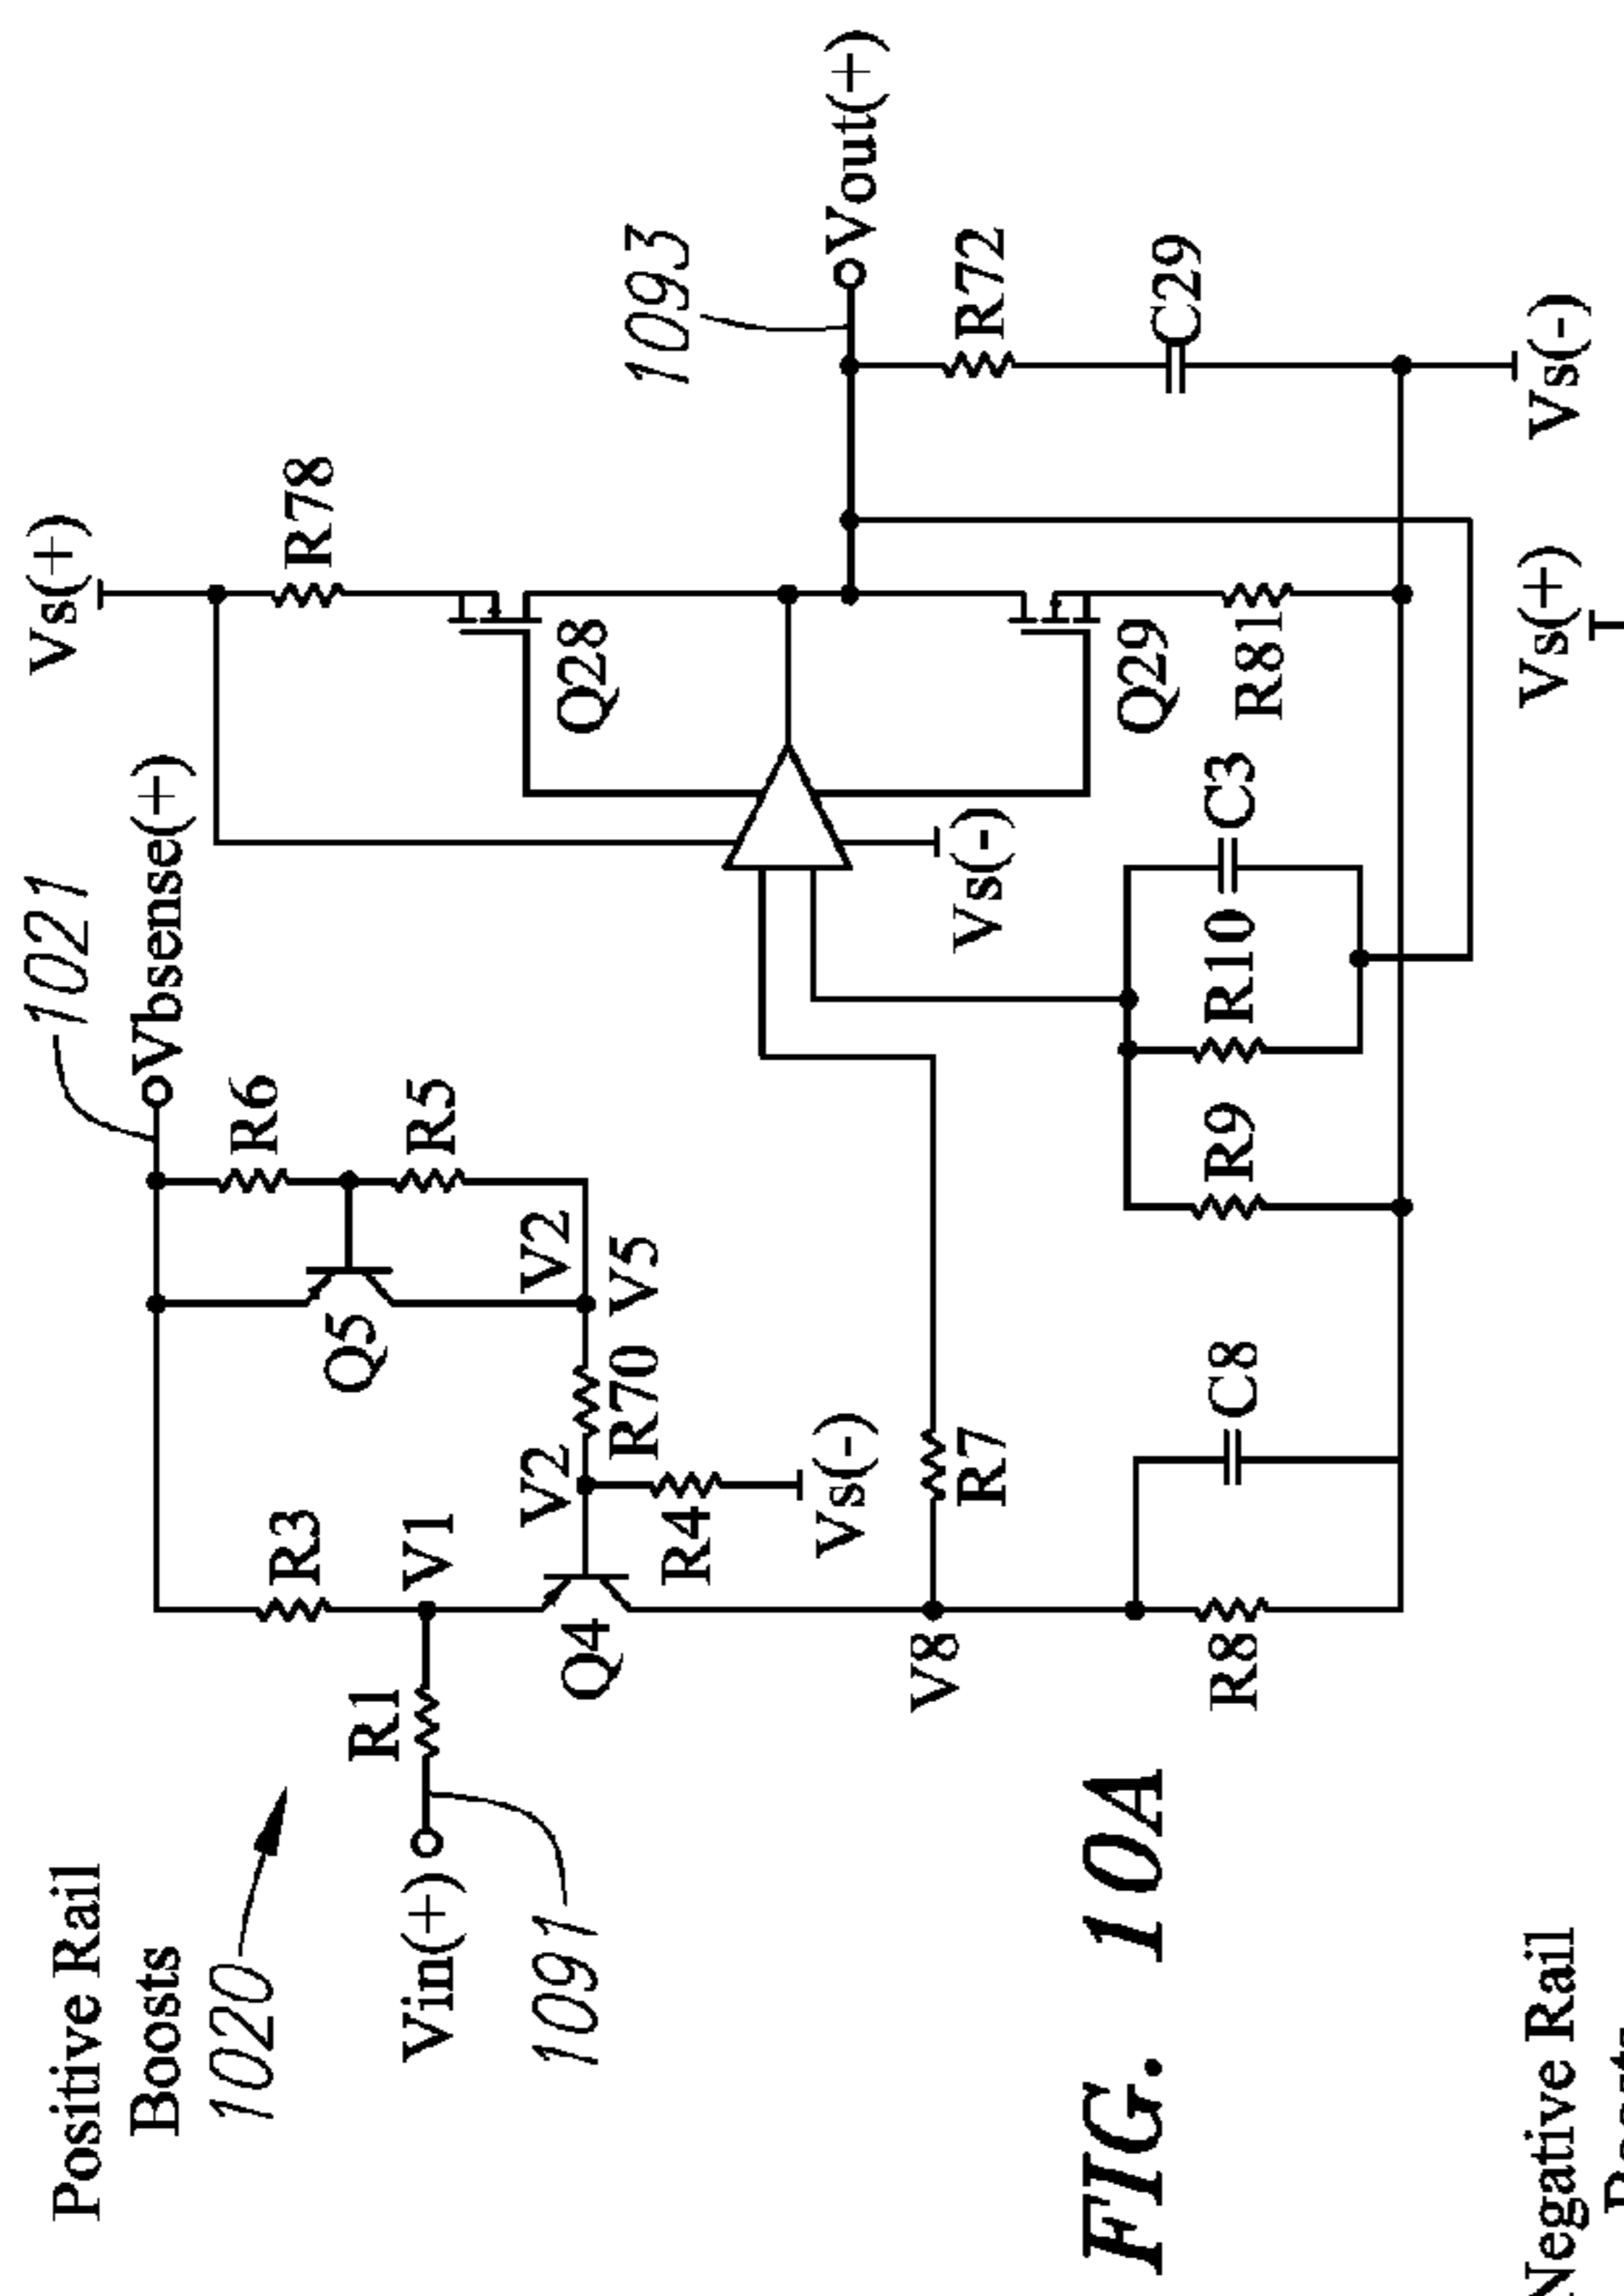 Positive Rail
Boosts
1020
1021
Vbsense(+)
Vs(+)
R78
R6
R3
Q5
R1
R5
Vin(+)
V1
V2
V2
1091
Q4
R70
V5
Q28
1093
R4
Vs(-)
Vout(+)
V8
R7
Vs(-)
R72
FIG. 10A
Q29
C29
R8
C8
R9
R10
C3
R81
Negative Rail
Vs(+)
Vs(-)